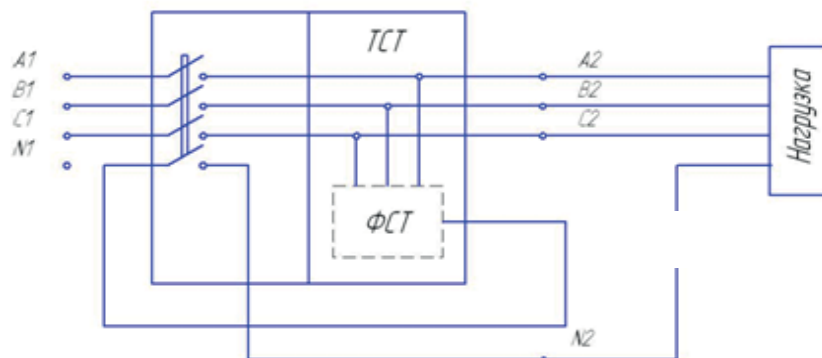 A1
B1
C1
N1
ТСТ
ФСТ
A2
B2
C2
N2
Нагрузка